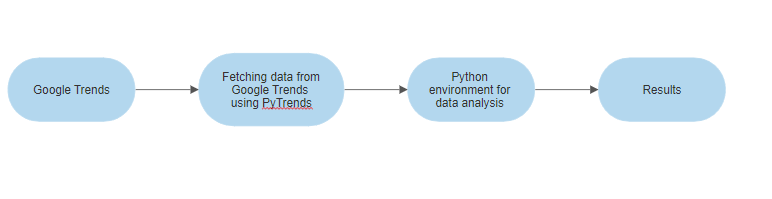 Google Trends
Fetching data from
Google Trends
using PyTrends
Python
environment for
data analysis
Results